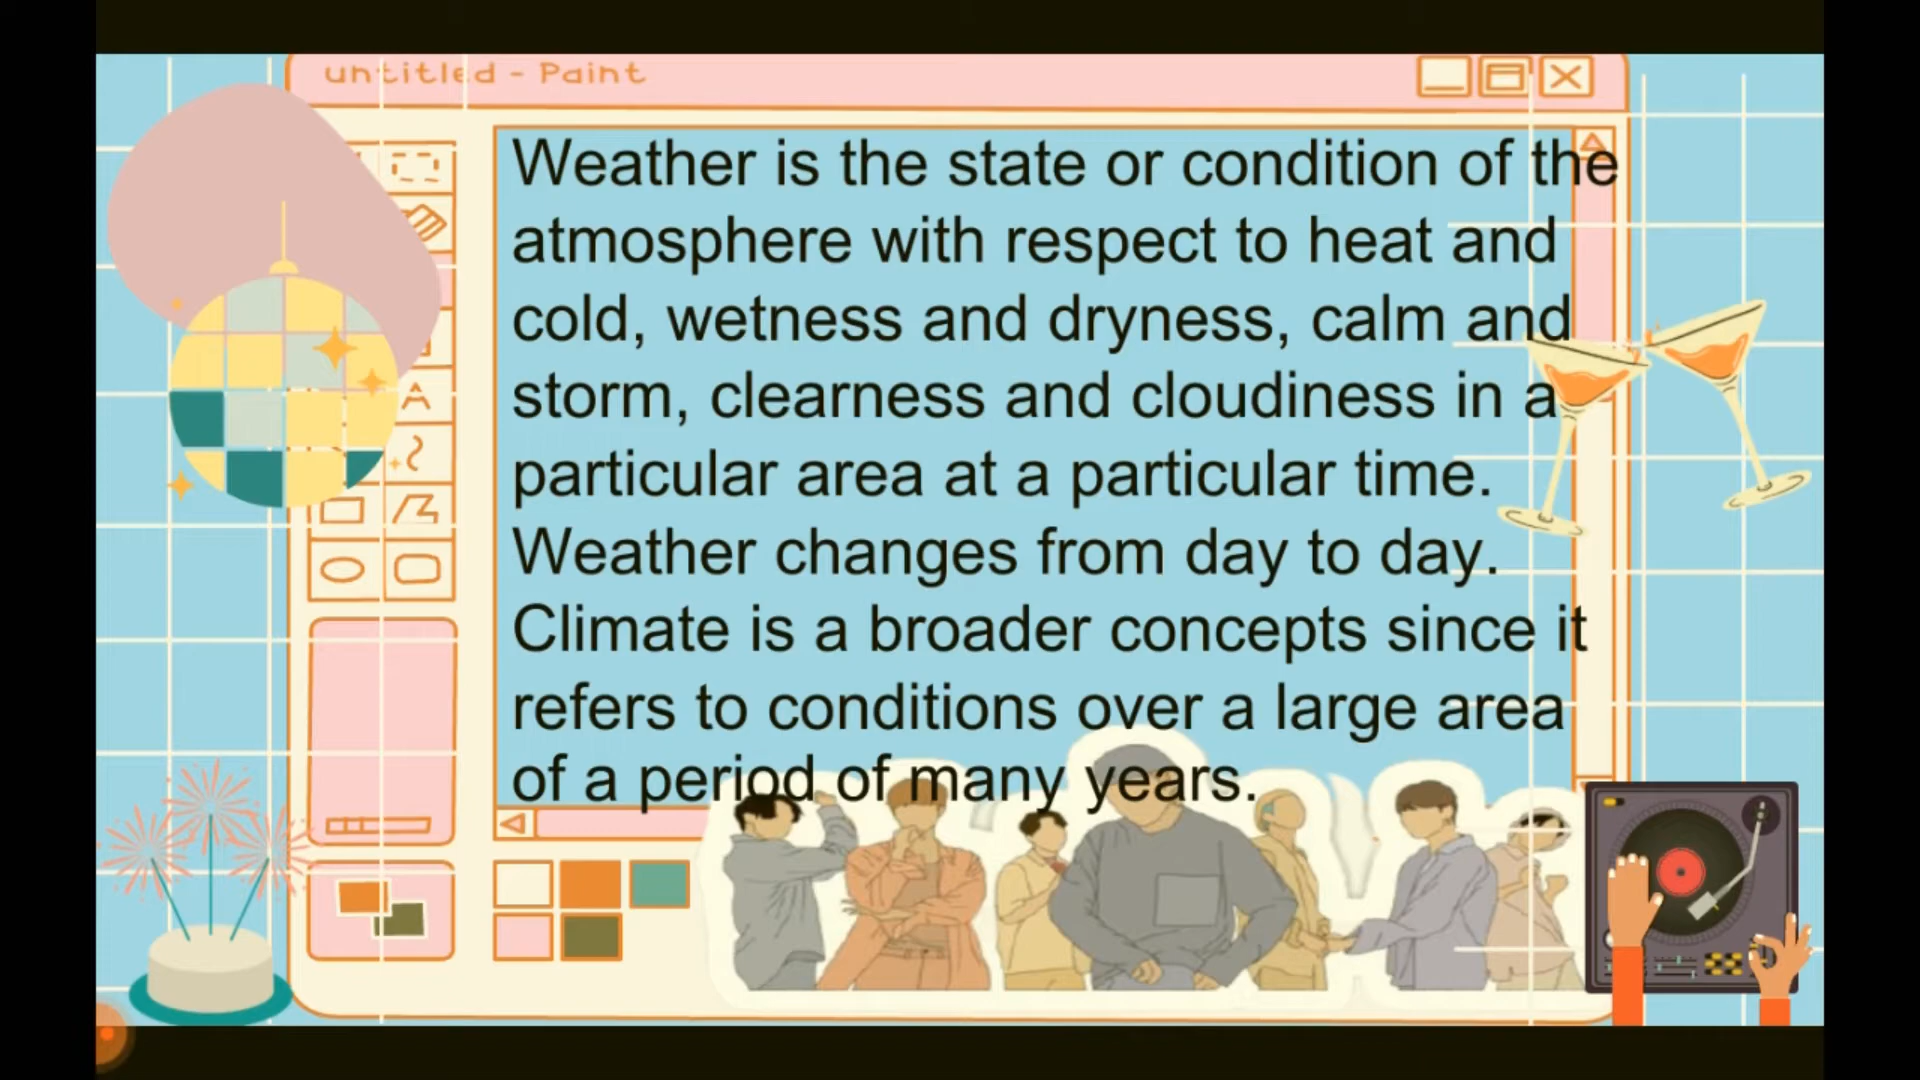 untitled - Paint
Weather is the state or condition of the
atmosphere with respect to heat and
cold, wetness and dryness, calm and
storm, clearness and cloudiness in a
particular area at a particular time.
Weather changes from day to day.
Climate is a broader concepts since it
refers to conditions over a large area
of a period of many years.
A